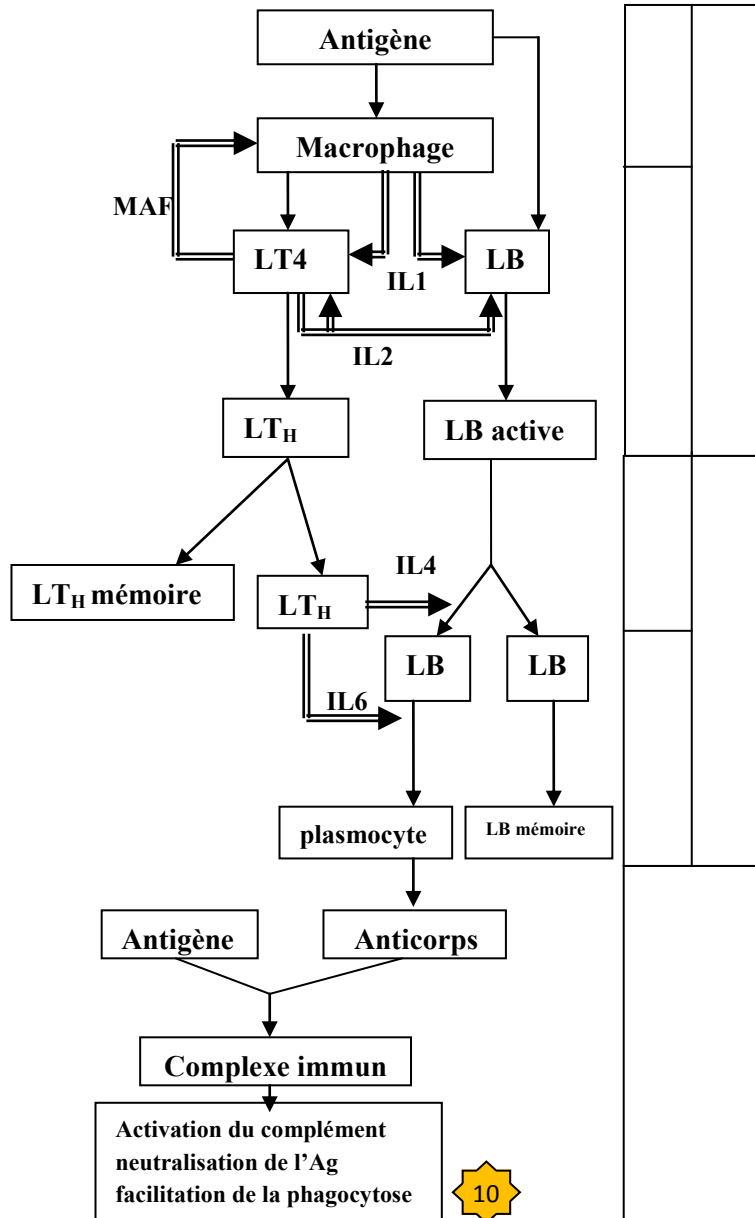 Antigène
Macrophage
MAF
LT4
LB
IL1
IL2
LTH
LB active
IL4
LTH mémoire
LTH
LB
LB
IL6
plasmocyte
LB mémoire
Antigène
Anticorps
Complexe immun
Activation du complément
neutralisation de l’Ag
facilitation de la phagocytose
10